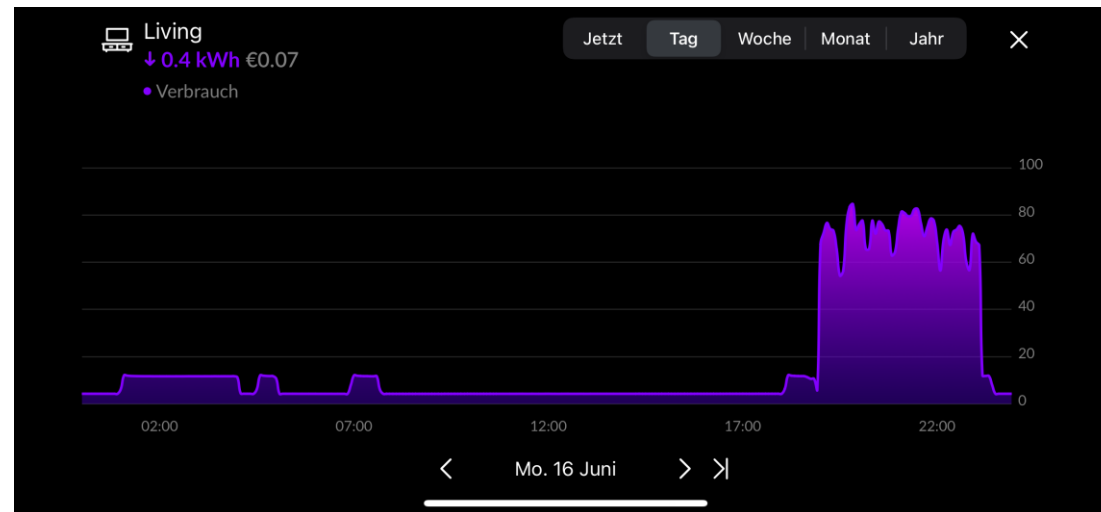 Living
0.4 kWh €0.07
Verbrauch
Jetzt Tag Woche Monat Jahr
100
80
60
40
20
0
02:00 07:00 12:00 17:00 22:00
Mo. 16 Juni